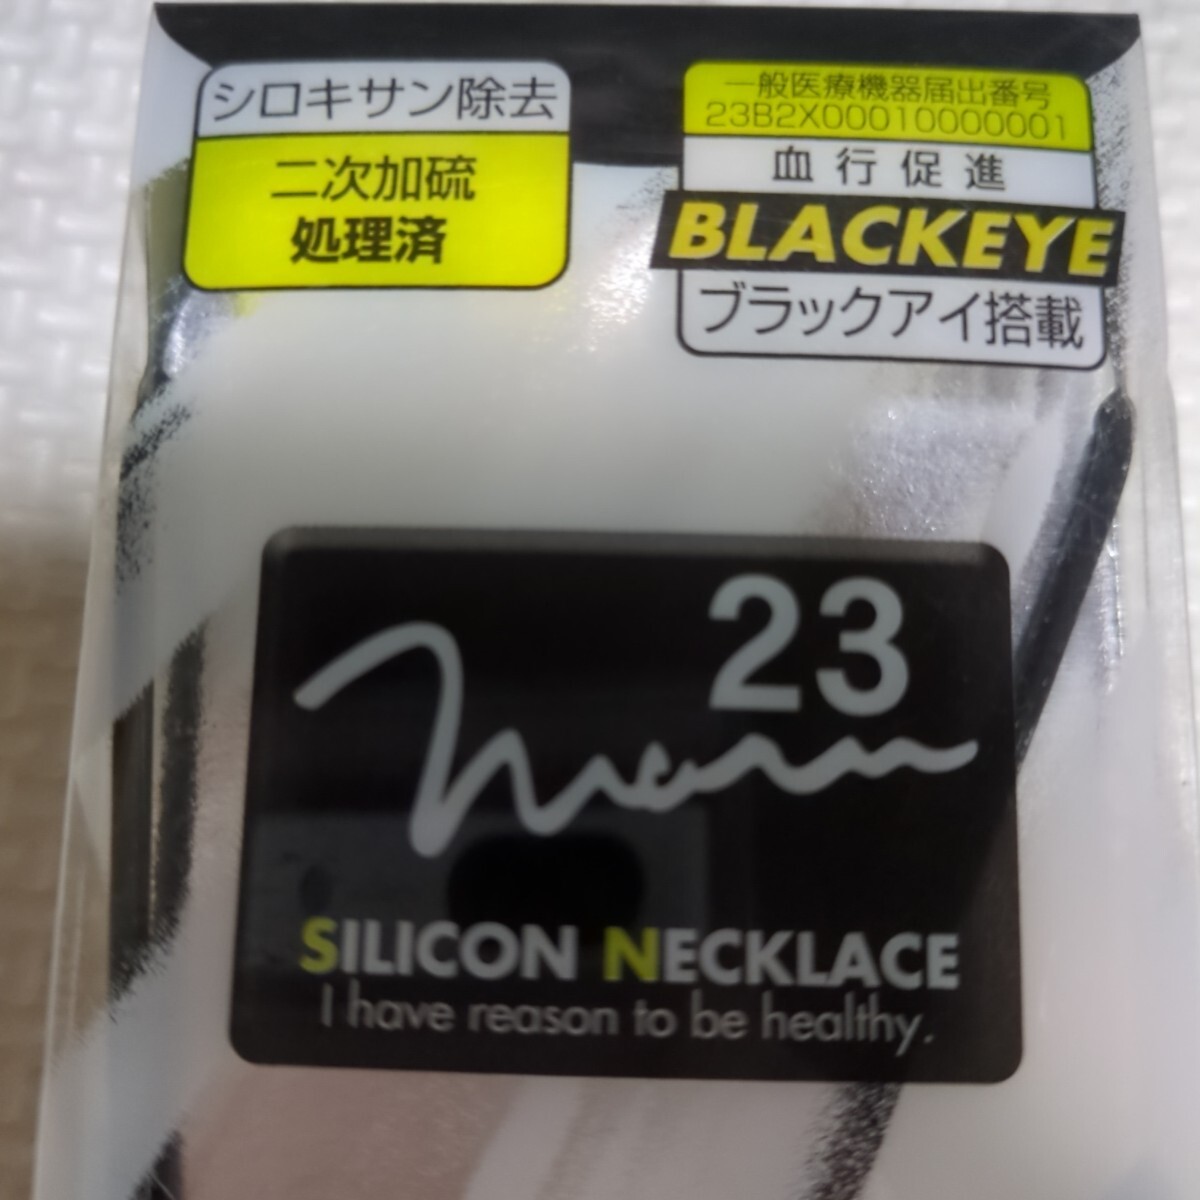 シロキサン除去
二次加硫
処理済
一般医療機器届出番号
23B2X00010000001
血行促進
BLACKEYE
ブラックアイ搭載
23
SILICON NECKLACE
I have reason to be healthy.